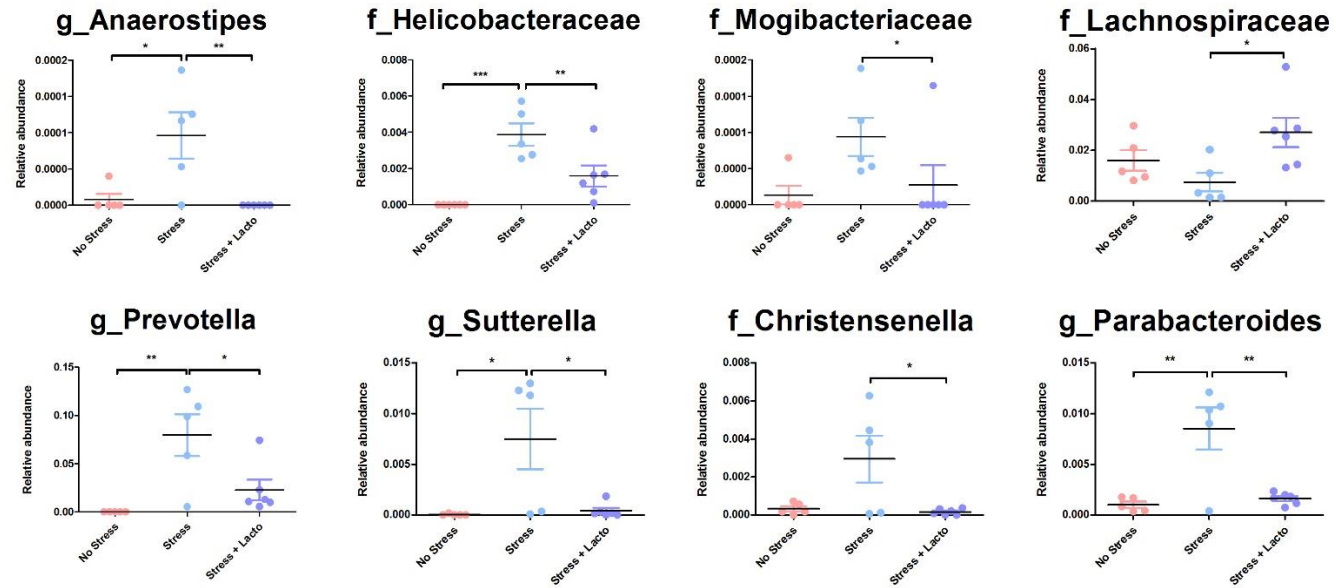 g_Anaerostipes
* **
Relative abundance
0.0002
0.0001
0.0001
0.0000
0.0000
No Stress
Stress
Stress + Lacto
f_Helicobacteraceae
*** **
Relative abundance
0.008
0.006
0.004
0.002
0.000
No Stress
Stress
Stress + Lacto
f_Mogibacteriaceae
*
Relative abundance
0.0002
0.0001
0.0001
0.0000
0.0000
No Stress
Stress
Stress + Lacto
f_Lachnospiraceae
*
Relative abundance
0.06
0.04
0.02
0.00
No Stress
Stress
Stress + Lacto
g_Prevotella
** *
Relative abundance
0.15
0.10
0.05
0.00
No Stress
Stress
Stress + Lacto
g_Sutterella
* *
Relative abundance
0.015
0.010
0.005
0.000
No Stress
Stress
Stress + Lacto
f_Christensenella
*
Relative abundance
0.008
0.006
0.004
0.002
0.000
No Stress
Stress
Stress + Lacto
g_Parabacteroides
** **
Relative abundance
0.015
0.010
0.005
0.000
No Stress
Stress
Stress + Lacto